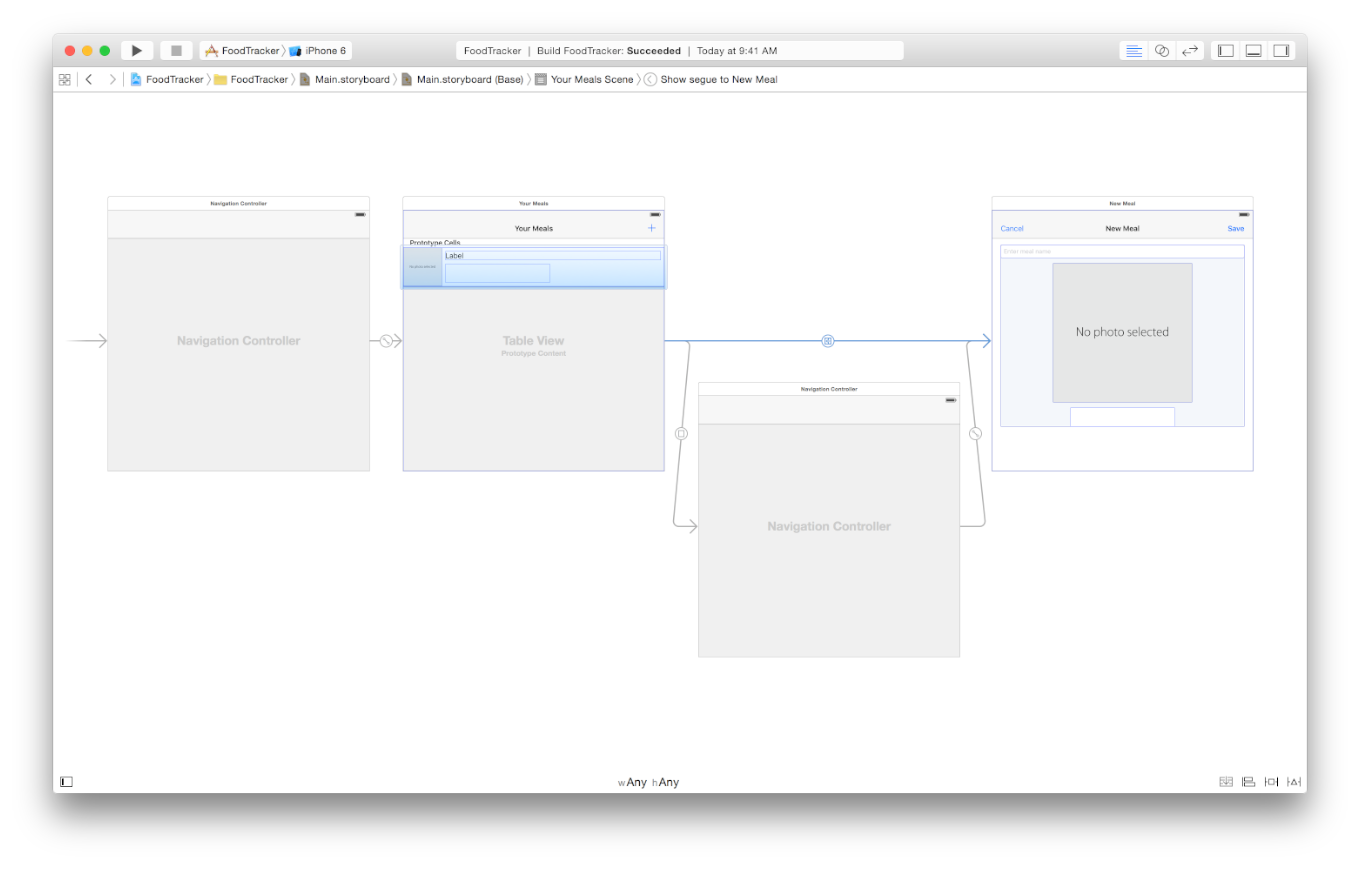 FoodTracker iPhone 6
FoodTracker | Build FoodTracker: Succeeded | Today at 9:41 AM
FoodTracker FoodTracker Main.storyboard Main.storyboard (Base) Your Meals Scene Show segue to New Meal
Navigation Controller
Navigation Controller
Your Meals
Your Meals +
Prototype Cells
Label
Table View
Prototype Content
Navigation Controller
Navigation Controller
New Meal
Cancel New Meal Save
Enter meal name
No photo selected
wAny hAny